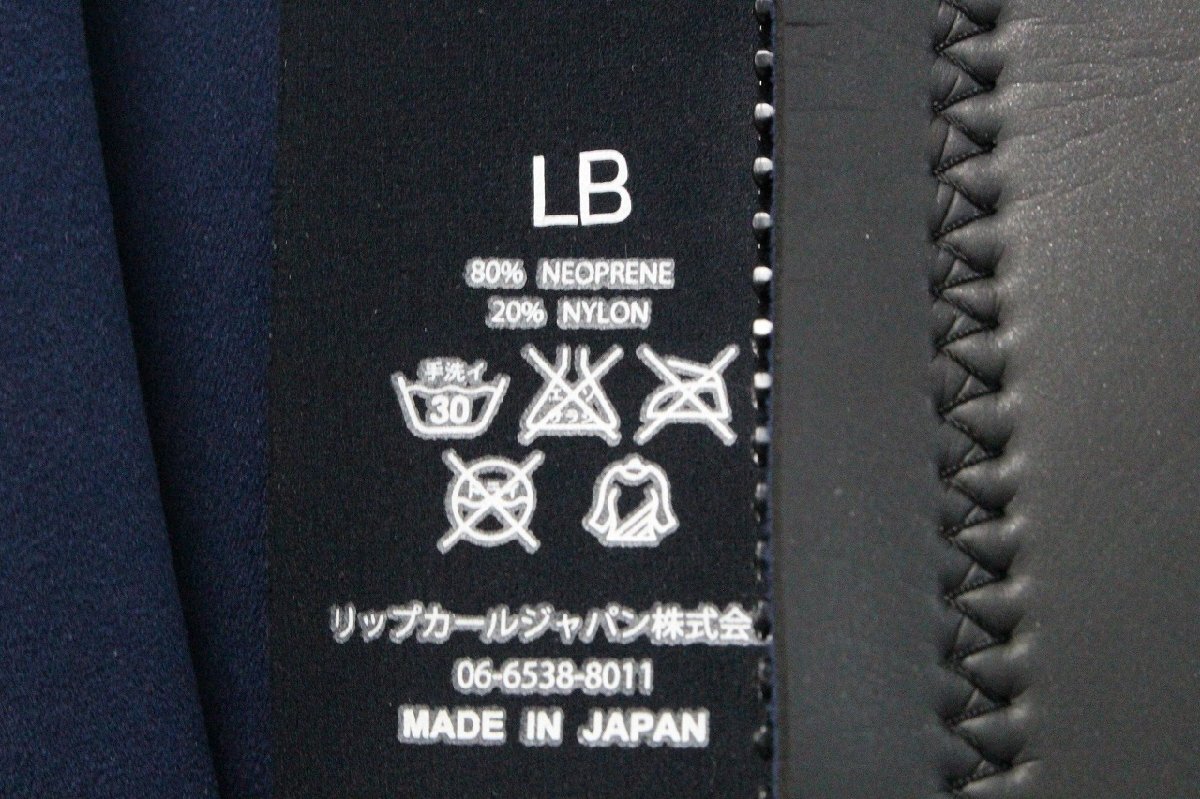 LB
80% NEOPRENE
20% NYLON
手洗イ
30
リップカールジャパン株式会
06-6538-8011
MADE IN JAPAN